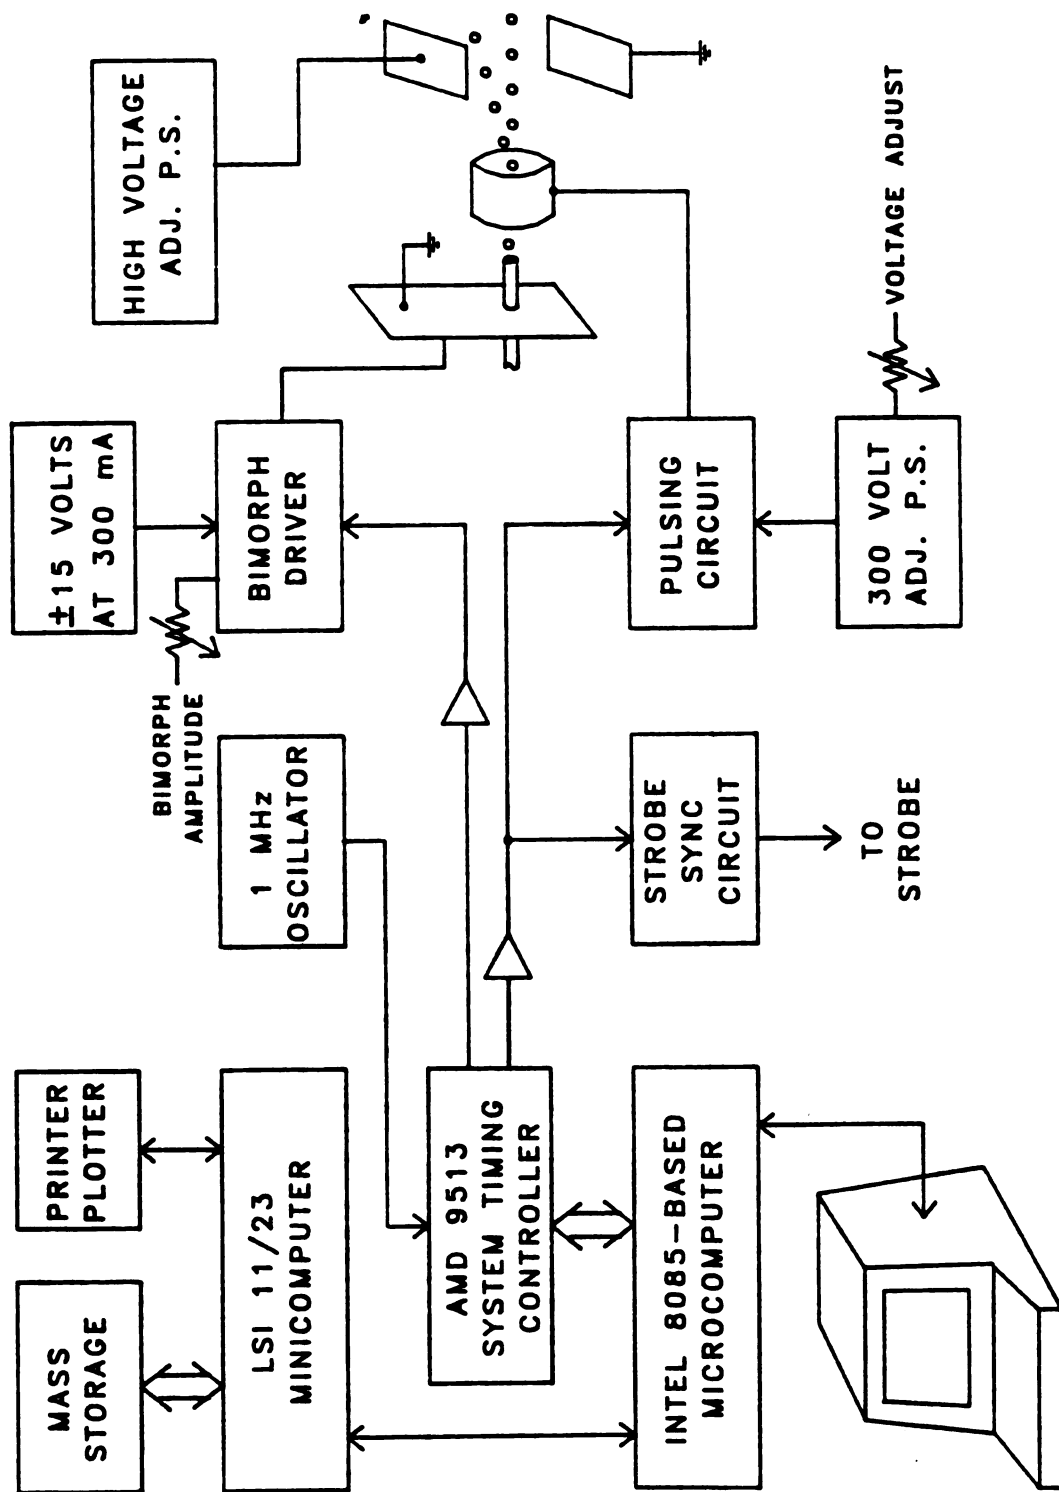 MASS
STORAGE
PRINTER
PLOTTER
LSI 11/23
MINICOMPUTER
1 MHz
OSCILLATOR
BIMORPH
AMPLITUDE
±15 VOLTS
AT 300 mA
BIMORPH
DRIVER
HIGH VOLTAGE
ADJ. P.S.
AMD 9513
SYSTEM TIMING
CONTROLLER
INTEL 8085-BASED
MICROCOMPUTER
STROBE
SYNC
CIRCUIT
TO
STROBE
PULSING
CIRCUIT
300 VOLT
ADJ. P.S.
VOLTAGE ADJUST